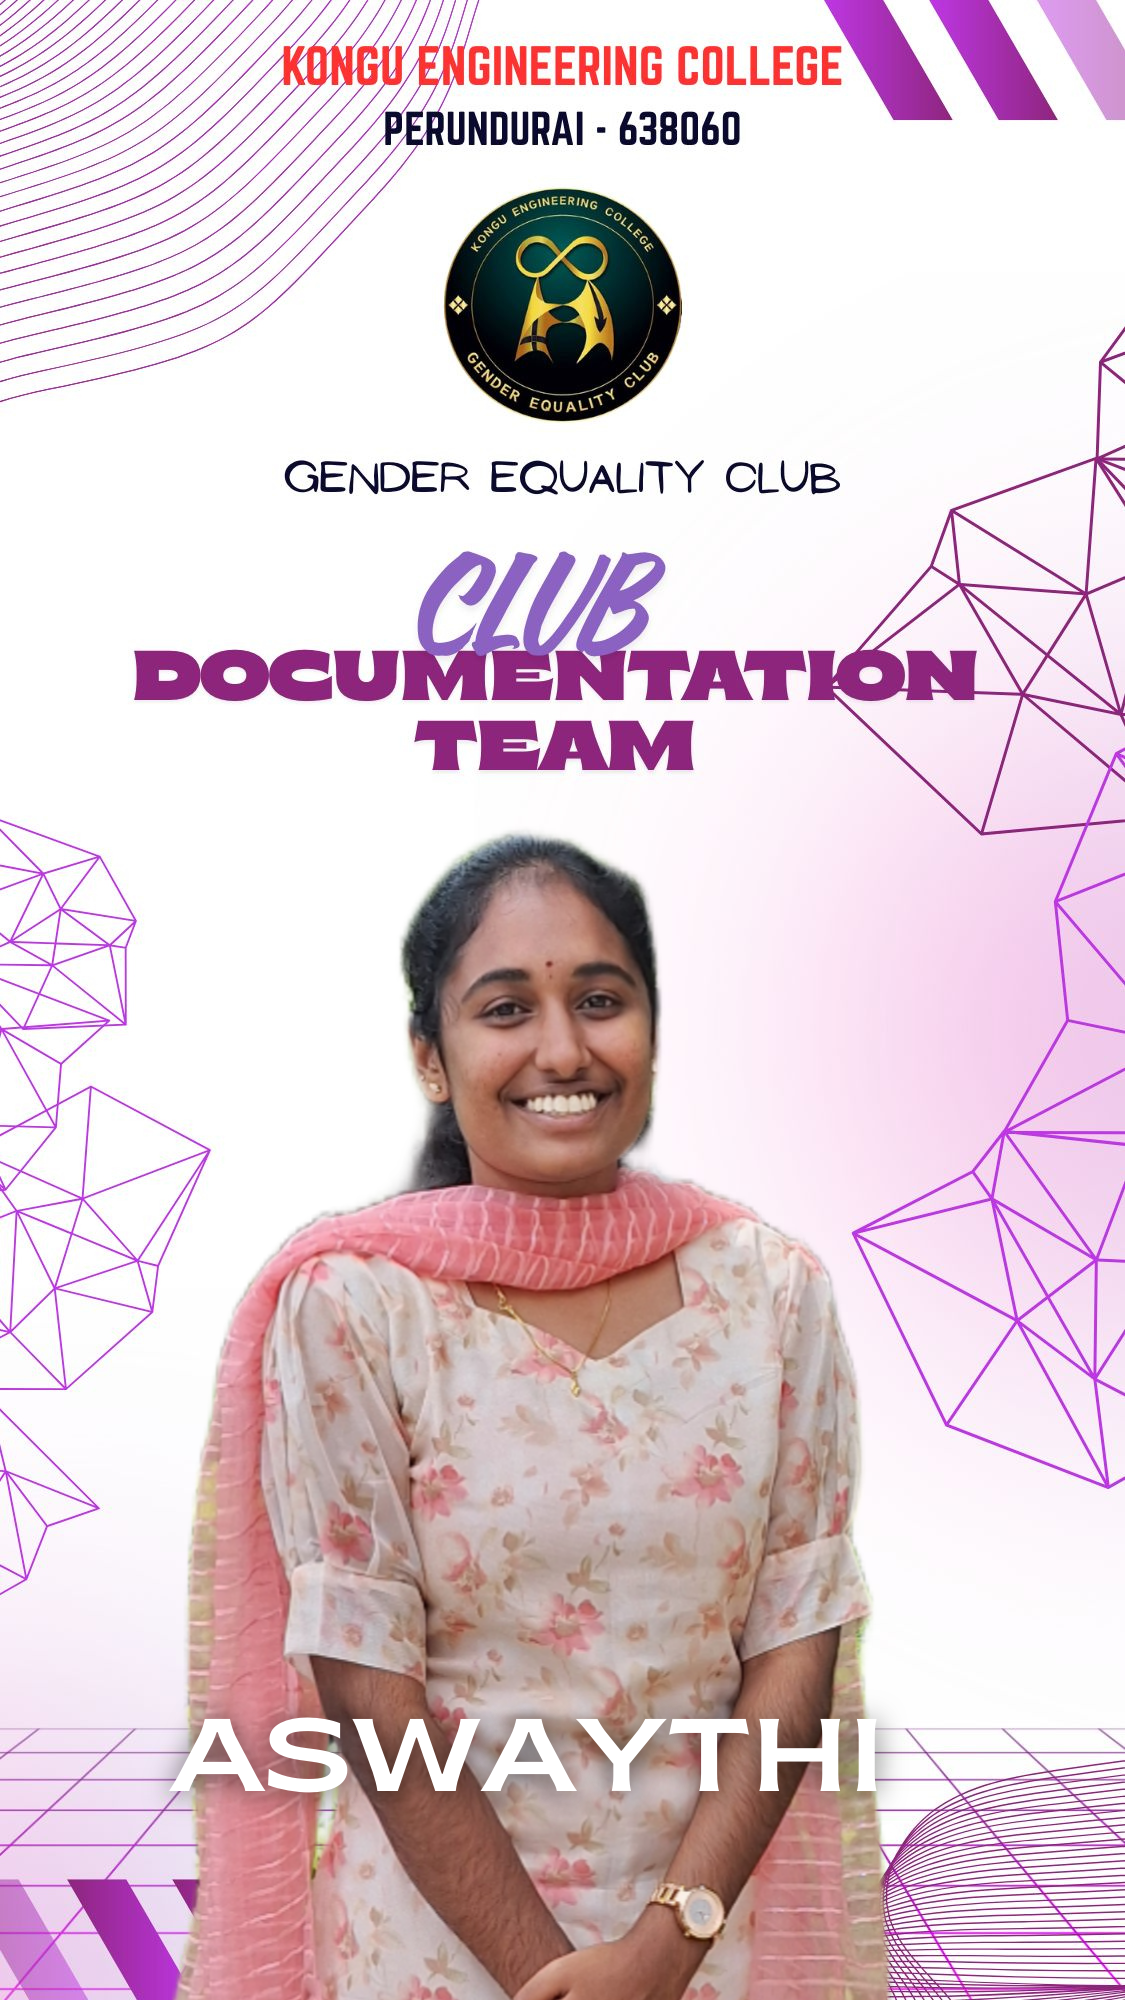 KONGU ENGINEERING COLLEGE
PERUNDURAI - 638060
KONGU ENGINEERING COLLEGE
GENDER EQUALITY CLUB
GENDER EQUALITY CLUB
CLUB
DOCUMENTATION
TEAM
ASWAYTHI